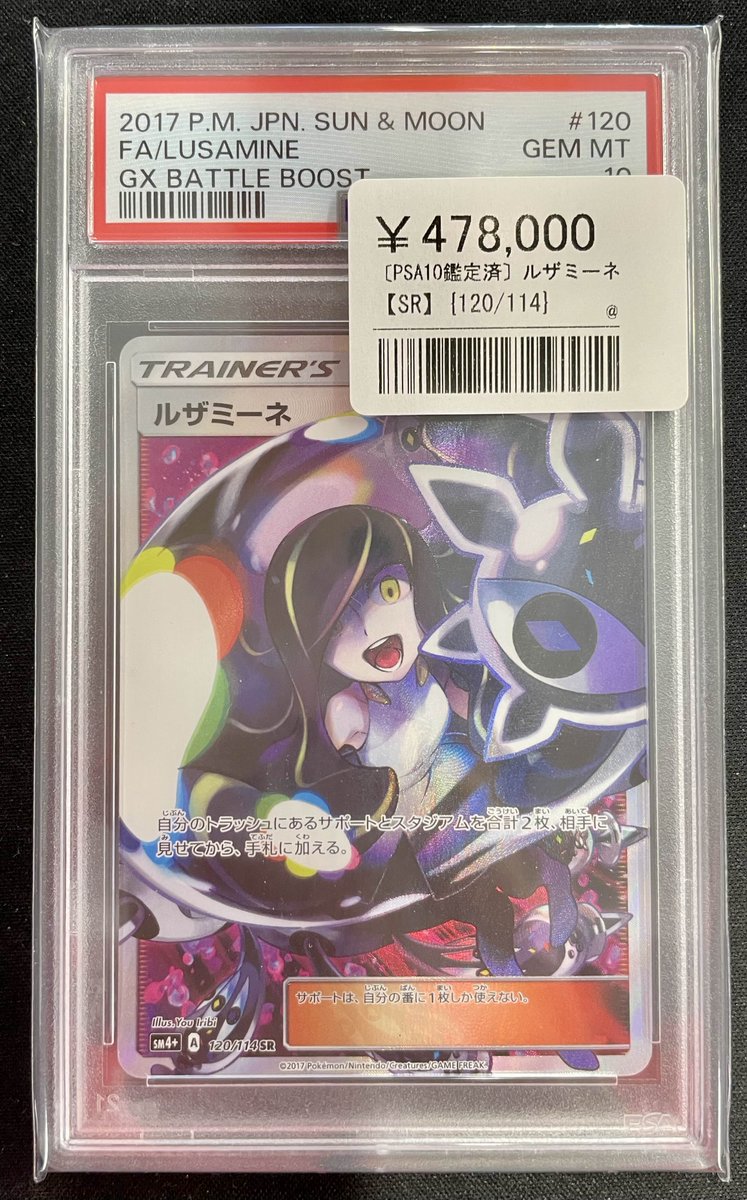 2017 P.M. JPN. SUN & MOON #120
FA/LUSAMINE GEM MT
GX BATTLE BOOST 10
¥478,000
〔PSA10鑑定済〕ルザミーネ
【SR】{120/114}
@
TRAINER'S
ルザミーネ
自分のトラッシュにあるサポートとスタジアムを合計2枚、相手に
見せてから、手札に加える。
サポートは、自分の番に1枚しか使えない。
Illus.You Iribi
SM4+ A 120/114 SR
©2017 Pokémon/Nintendo/Creatures/GAME FREAK.